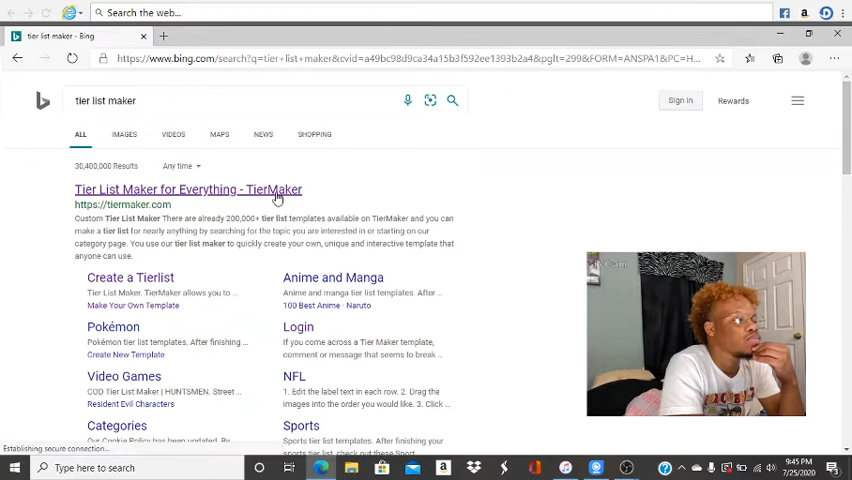 Search the web...
tier list maker - Bing
https://www.bing.com/search?q=tier+list+maker&cvid=a49bc98d9ca34a15b3f592ee1393b2a4&pglt=299&FORM=ANSPA1&PC=H...
tier list maker
Sign in
Rewards
ALL IMAGES VIDEOS MAPS NEWS SHOPPING
30,400,000 Results Any time
Tier List Maker for Everything - TierMaker
https://tiermaker.com
Custom Tier List Maker There are already 200,000+ tier list templates available on TierMaker and you can
make a tier list for nearly anything by searching for the topic you are interested in or starting on our
category page. You use our tier list maker to quickly create your own, unique and interactive template that
anyone can use.
Create a Tierlist
Tier List Maker. TierMaker allows you to ...
Make Your Own Template
Anime and Manga
Anime and manga tier list templates. After ...
100 Best Anime · Naruto
Pokémon
Pokémon tier list templates. After finishing ...
Create New Template
Login
If you come across a Tier Maker template,
comment or message that seems to break ...
Video Games
COD Tier List Maker | HUNTSMEN. Street ...
Resident Evil Characters
NFL
1. Edit the label text in each row. 2. Drag the
images into the order you would like. 3. Click ...
Categories
Our Cookie Policy has been updated. By ...
Sports
Sports tier list templates. After finishing your
Establishing secure connection...
Type here to search
9:45 PM
7/25/2020